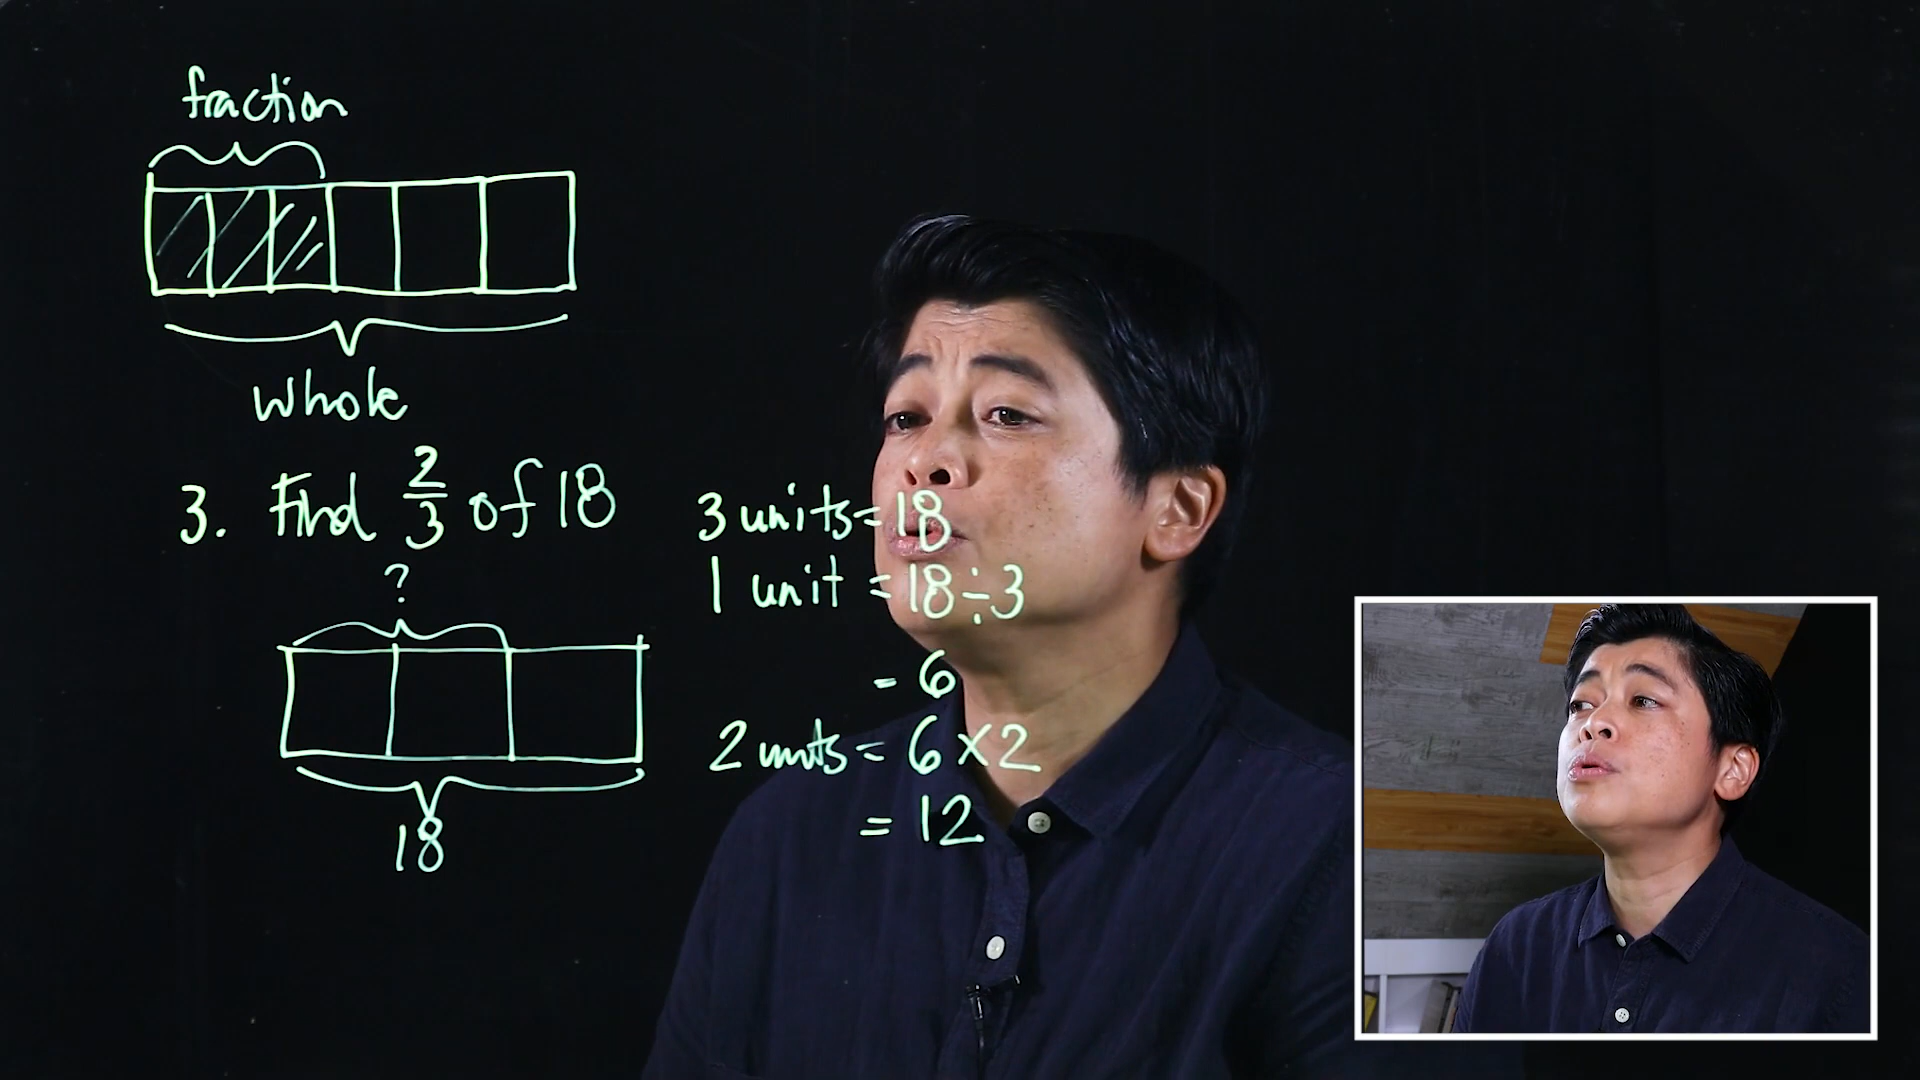 fraction
whole
3. Find 2/3 of 18
?
18
3 units = 18
1 unit = 18 ÷ 3
= 6
2 units = 6 × 2
= 12